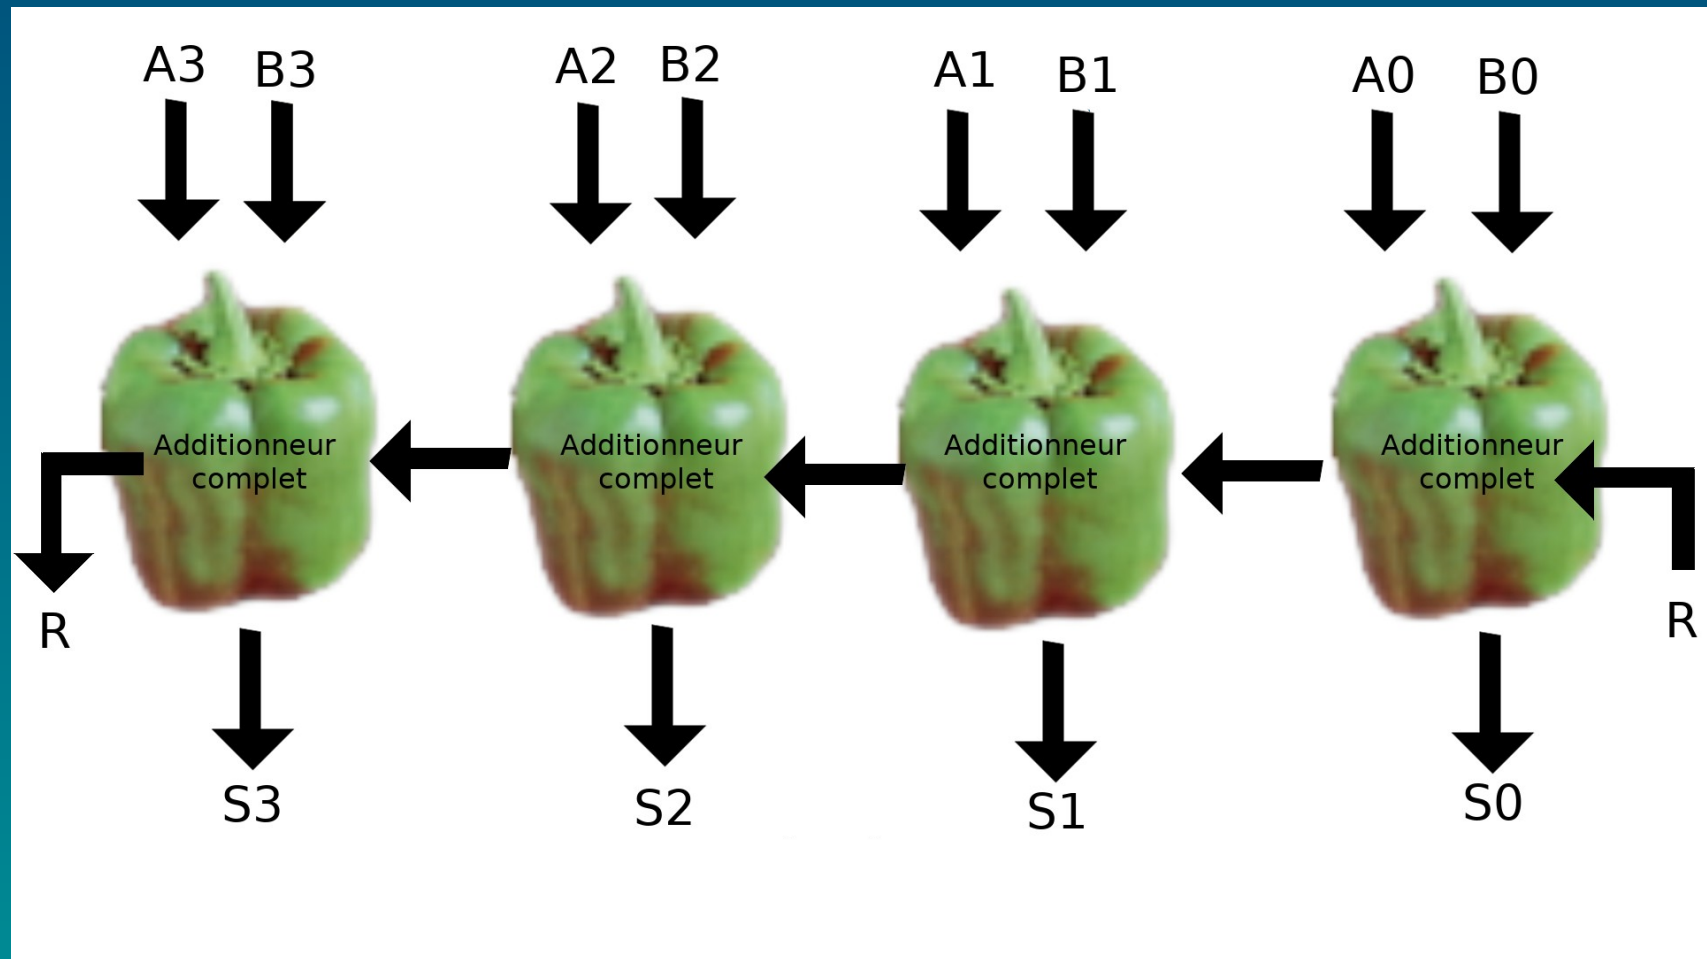 A3 B3 A2 B2 A1 B1 A0 B0
Additionneur
complet
Additionneur
complet
Additionneur
complet
Additionneur
complet
R
R
S3 S2 S1 S0